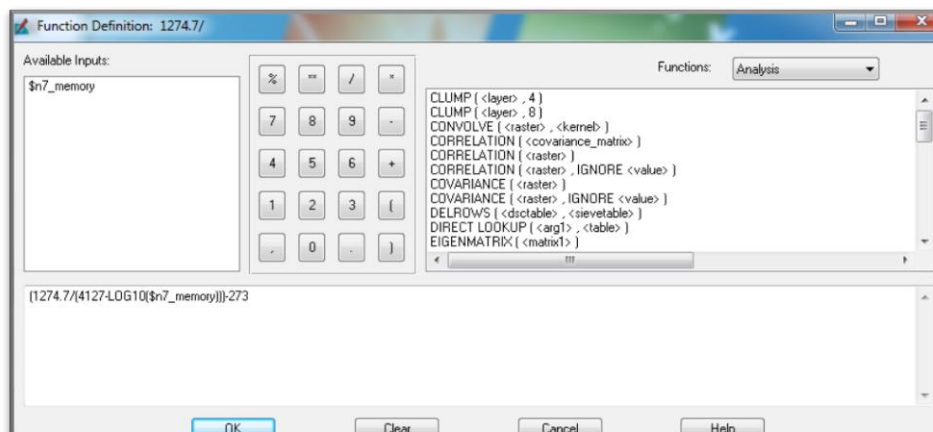 Function Definition: 1274.7/
Available Inputs:
$n7_memory
% == / *
7 8 9 -
4 5 6 +
1 2 3 (
, 0 . )
Functions: Analysis
CLUMP ( <layer> , 4 )
CLUMP ( <layer> , 8 )
CONVOLVE ( <raster> , <kernel> )
CORRELATION ( <covariance_matrix> )
CORRELATION ( <raster> )
CORRELATION ( <raster> , IGNORE <value> )
COVARIANCE ( <raster> )
COVARIANCE ( <raster> , IGNORE <value> )
DELROWS ( <dsctable> , <sievetable> )
DIRECT LOOKUP ( <arg1> , <table> )
EIGENMATRIX ( <matrix1> )
(1274.7/(4127-LOG10($n7_memory)))-273
OK Clear Cancel Help